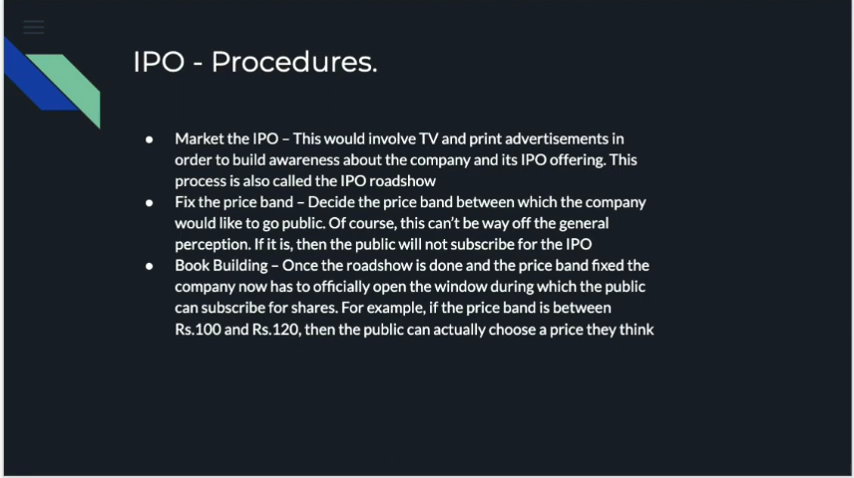 IPO - Procedures.
● Market the IPO – This would involve TV and print advertisements in
order to build awareness about the company and its IPO offering. This
process is also called the IPO roadshow
● Fix the price band – Decide the price band between which the company
would like to go public. Of course, this can’t be way off the general
perception. If it is, then the public will not subscribe for the IPO
● Book Building – Once the roadshow is done and the price band fixed the
company now has to officially open the window during which the public
can subscribe for shares. For example, if the price band is between
Rs.100 and Rs.120, then the public can actually choose a price they think